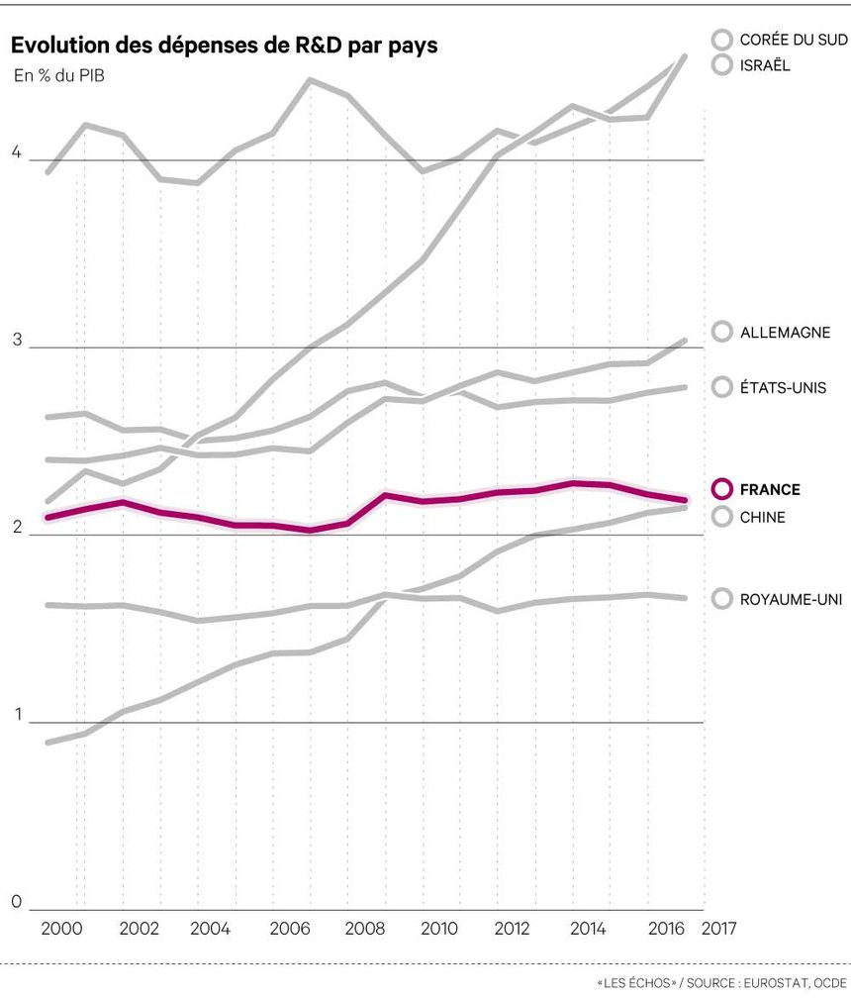 Evolution des dépenses de R&D par pays
En % du PIB
CORÉE DU SUD
ISRAËL
4
3
ALLEMAGNE
ÉTATS-UNIS
FRANCE
CHINE
2
ROYAUME-UNI
1
0
2000 2002 2004 2006 2008 2010 2012 2014 2016 2017
«LES ÉCHOS» / SOURCE : EUROSTAT, OCDE